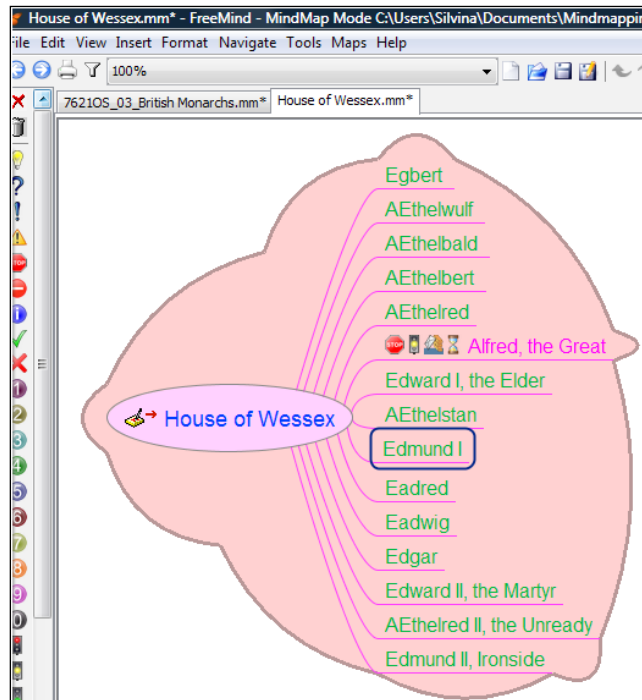 House of Wessex.mm* - FreeMind - MindMap Mode C:\Users\Silvina\Documents\Mindmappin
File Edit View Insert Format Navigate Tools Maps Help
100%
7621OS_03_British Monarchs.mm* House of Wessex.mm*
Egbert
AEthelwulf
AEthelbald
AEthelbert
AEthelred
STOP Alfred, the Great
Edward I, the Elder
AEthelstan
House of Wessex
Edmund I
Eadred
Eadwig
Edgar
Edward II, the Martyr
AEthelred II, the Unready
Edmund II, Ironside